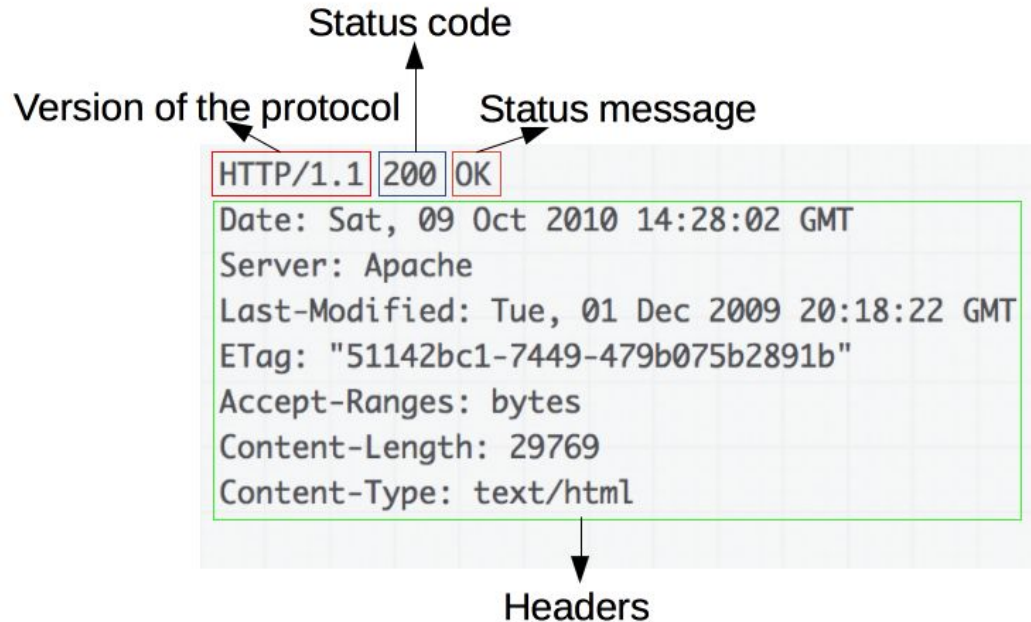 Status code
Version of the protocol Status message
HTTP/1.1 200 OK
Date: Sat, 09 Oct 2010 14:28:02 GMT
Server: Apache
Last-Modified: Tue, 01 Dec 2009 20:18:22 GMT
ETag: "51142bc1-7449-479b075b2891b"
Accept-Ranges: bytes
Content-Length: 29769
Content-Type: text/html
Headers